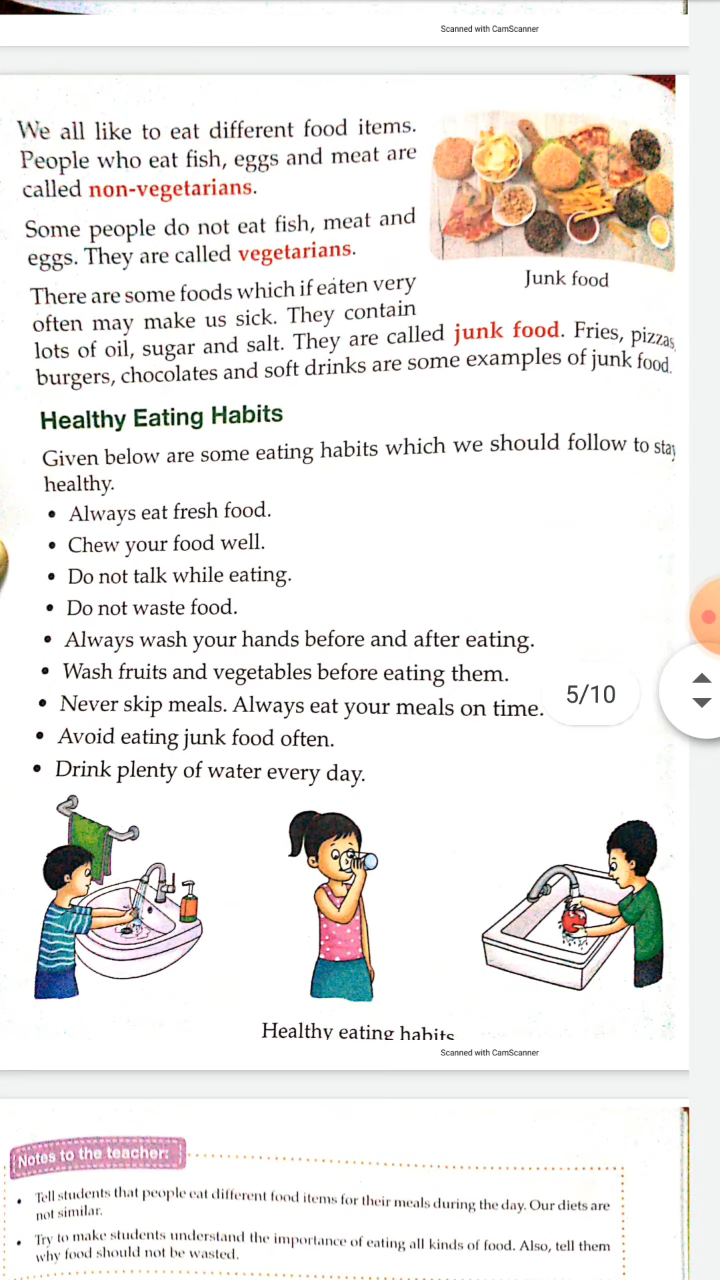 Scanned with CamScanner
We all like to eat different food items.
People who eat fish, eggs and meat are
called non-vegetarians.
Some people do not eat fish, meat and
eggs. They are called vegetarians.
Junk food
There are some foods which if eaten very
often may make us sick. They contain
lots of oil, sugar and salt. They are called junk food. Fries, pizzas
burgers, chocolates and soft drinks are some examples of junk food.
Healthy Eating Habits
Given below are some eating habits which we should follow to stay
healthy.
• Always eat fresh food.
• Chew your food well.
• Do not talk while eating.
• Do not waste food.
• Always wash your hands before and after eating.
• Wash fruits and vegetables before eating them.
• Never skip meals. Always eat your meals on time.
5/10
• Avoid eating junk food often.
• Drink plenty of water every day.
Healthy eating habits
Scanned with CamScanner
Notes to the teacher:
• Tell students that people eat different food items for their meals during the day. Our diets are
not similar.
• Try to make students understand the importance of eating all kinds of food. Also, tell them
why food should not be wasted.